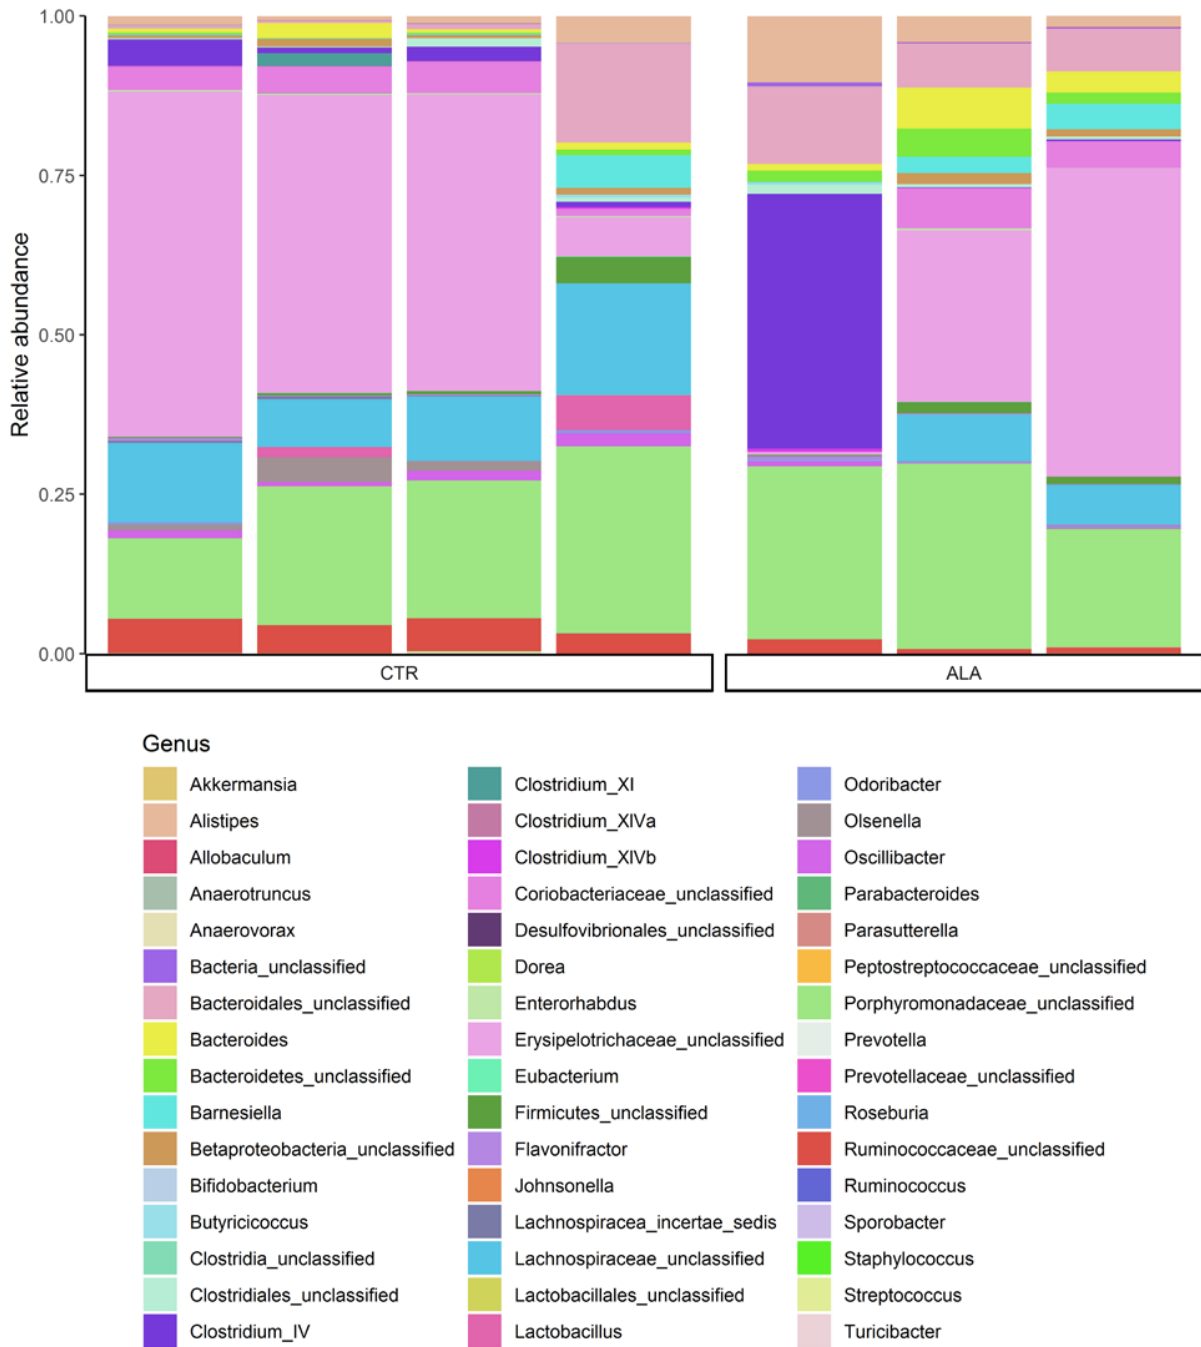 1.00
0.75
0.50
0.25
0.00
Relative abundance
CTR
ALA
Genus
Akkermansia
Alistipes
Allobaculum
Anaerotruncus
Anaerovorax
Bacteria_unclassified
Bacteroidales_unclassified
Bacteroides
Bacteroidetes_unclassified
Barnesiella
Betaproteobacteria_unclassified
Bifidobacterium
Butyricicoccus
Clostridia_unclassified
Clostridiales_unclassified
Clostridium_IV
Clostridium_XI
Clostridium_XIVa
Clostridium_XIVb
Coriobacteriaceae_unclassified
Desulfovibrionales_unclassified
Dorea
Enterorhabdus
Erysipelotrichaceae_unclassified
Eubacterium
Firmicutes_unclassified
Flavonifractor
Johnsonella
Lachnospiracea_incertae_sedis
Lachnospiraceae_unclassified
Lactobacillales_unclassified
Lactobacillus
Odoribacter
Olsenella
Oscillibacter
Parabacteroides
Parasutterella
Peptostreptococcaceae_unclassified
Porphyromonadaceae_unclassified
Prevotella
Prevotellaceae_unclassified
Roseburia
Ruminococcaceae_unclassified
Ruminococcus
Sporobacter
Staphylococcus
Streptococcus
Turicibacter